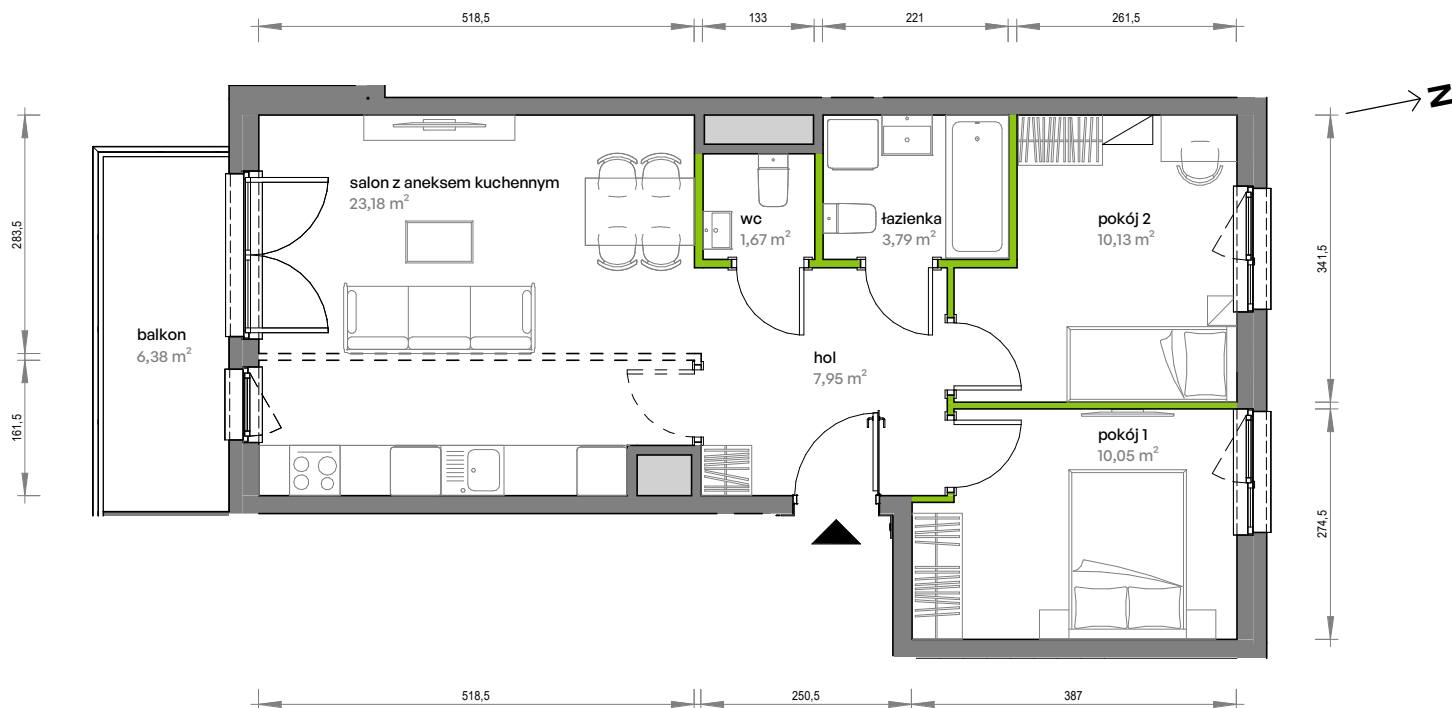 518,5
133
221
261,5
N
283,5
161,5
341,5
274,5
salon z aneksem kuchennym
23,18 m²
wc
1,67 m²
łazienka
3,79 m²
pokój 2
10,13 m²
balkon
6,38 m²
hol
7,95 m²
pokój 1
10,05 m²
518,5
250,5
387